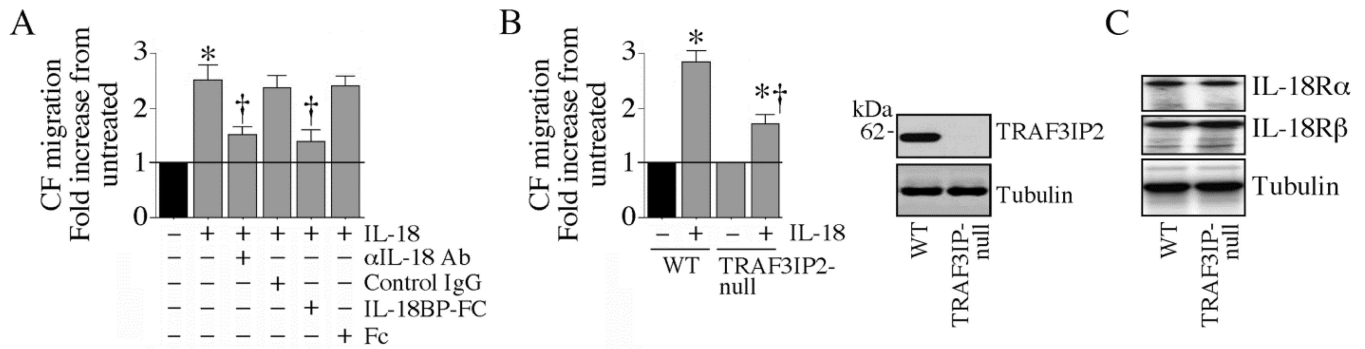 A
CF migration
Fold increase from
untreated
3
2
1
0
*
†
†
– + + + + + IL-18
– – + – – – αIL-18 Ab
– – – + – – Control IgG
– – – – + – IL-18BP-FC
– – – – – + Fc
B
CF migration
Fold increase from
untreated
3
2
1
0
*
*†
– + – + IL-18
WT TRAF3IP2-
null
kDa
62-
TRAF3IP2
Tubulin
WT
TRAF3IP-
null
C
IL-18Rα
IL-18Rβ
Tubulin
WT
TRAF3IP2-
null